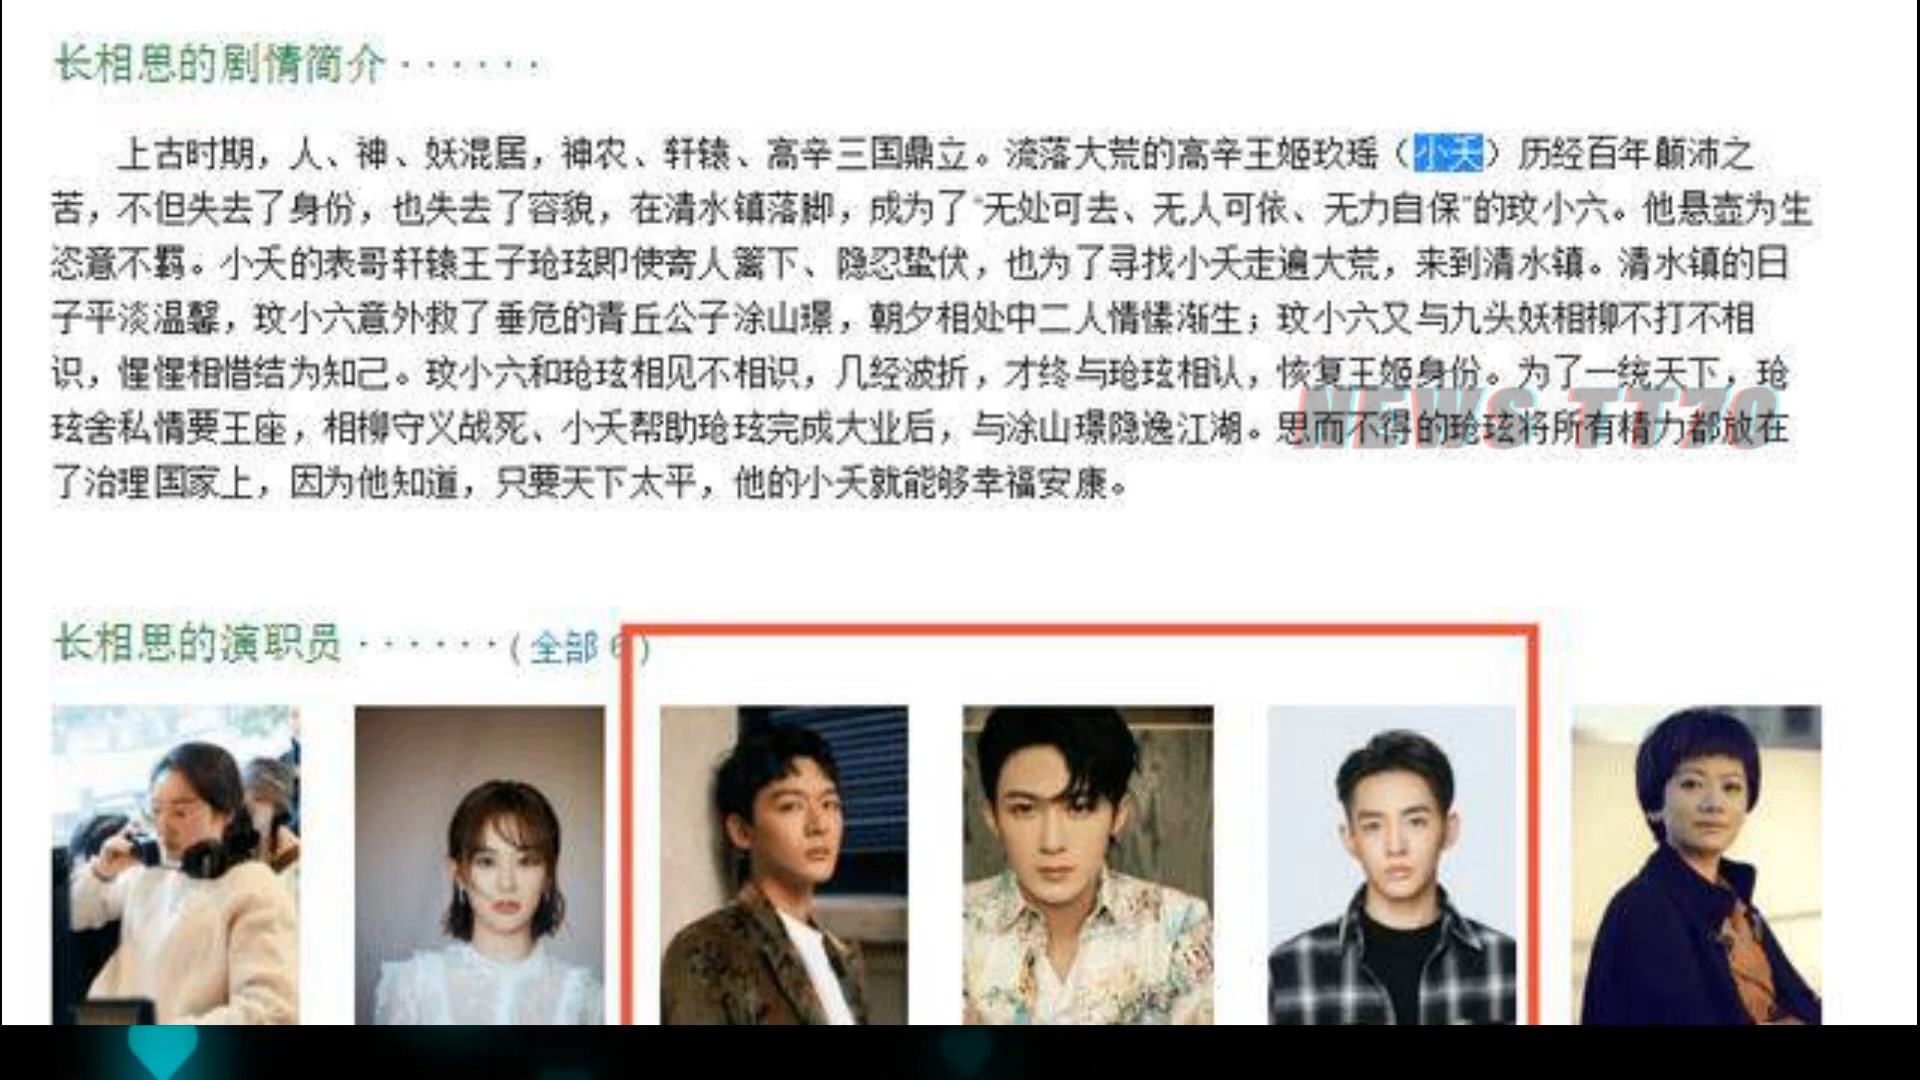 长相思的剧情简介 · · · · · ·
上古时期，人、神、妖混居，神农、轩辕、高辛三国鼎立。流落大荒的高辛王姬玖瑶（小夭）历经百年颠沛之
苦，不但失去了身份，也失去了容貌，在清水镇落脚，成为了“无处可去、无人可依、无力自保”的玟小六。他悬壶为生
恣意不羁。小夭的表哥轩辕王子玱玹即使寄人篱下、隐忍蛰伏，也为了寻找小夭走遍大荒，来到清水镇。清水镇的日
子平淡温馨，玟小六意外救了垂危的青丘公子涂山璟，朝夕相处中二人情愫渐生；玟小六又与九头妖相柳不打不相
识，惺惺相惜结为知己。玟小六和玱玹相见不相识，几经波折，才终与玱玹相认，恢复王姬身份。为了一统天下，玱
玹舍私情要王座，相柳守义战死、小夭帮助玱玹完成大业后，与涂山璟隐逸江湖。思而不得的玱玹将所有精力都放在
了治理国家上，因为他知道，只要天下太平，他的小夭就能够幸福安康。
NEWS TT70
长相思的演职员 · · · · · ·（全部 6）